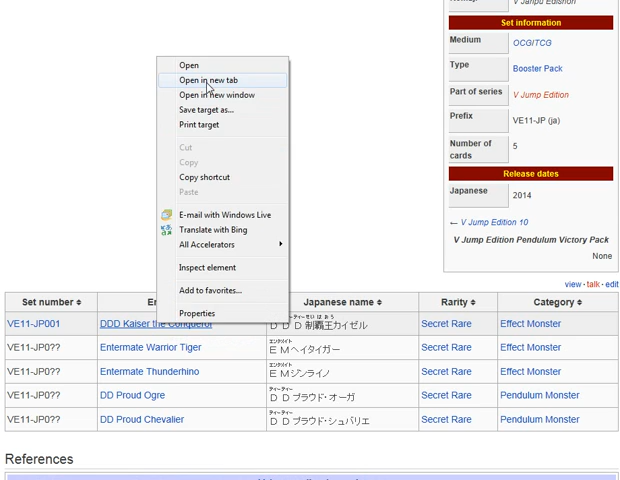 V Janpu Edishon
Set information
Medium OCG/TCG
Type Booster Pack
Part of series V Jump Edition
Prefix VE11-JP (ja)
Number of cards 5
Release dates
Japanese 2014
← V Jump Edition 10
V Jump Edition Pendulum Victory Pack
None
Open
Open in new tab
Open in new window
Save target as...
Print target
Cut
Copy
Copy shortcut
Paste
E-mail with Windows Live
Translate with Bing
All Accelerators
Inspect element
Add to favorites...
Properties
view · talk · edit
Set number Japanese name Rarity Category
VE11-JP001 DDD Kaiser the Conqueror ＤＤＤ制覇王カイゼル Secret Rare Effect Monster
VE11-JP0?? Entermate Warrior Tiger ＥＭヘイタイガー Secret Rare Effect Monster
VE11-JP0?? Entermate Thunderhino ＥＭジンライノ Secret Rare Effect Monster
VE11-JP0?? DD Proud Ogre ＤＤプラウド・オーガ Secret Rare Pendulum Monster
VE11-JP0?? DD Proud Chevalier ＤＤプラウド・シュバリエ Secret Rare Pendulum Monster
References